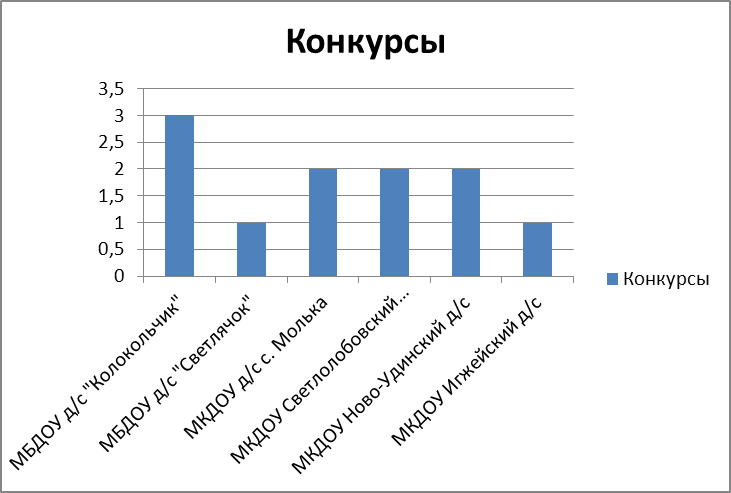 Конкурсы
3,5
3
2,5
2
1,5
1
0,5
0
МБДОУ д/с "Колокольчик"
МБДОУ д/с "Светлячок"
МКДОУ д/с с. Молька
МКДОУ Светлолобовский...
МКДОУ Ново-Удинский д/с
МКДОУ Игжейский д/с
Конкурсы